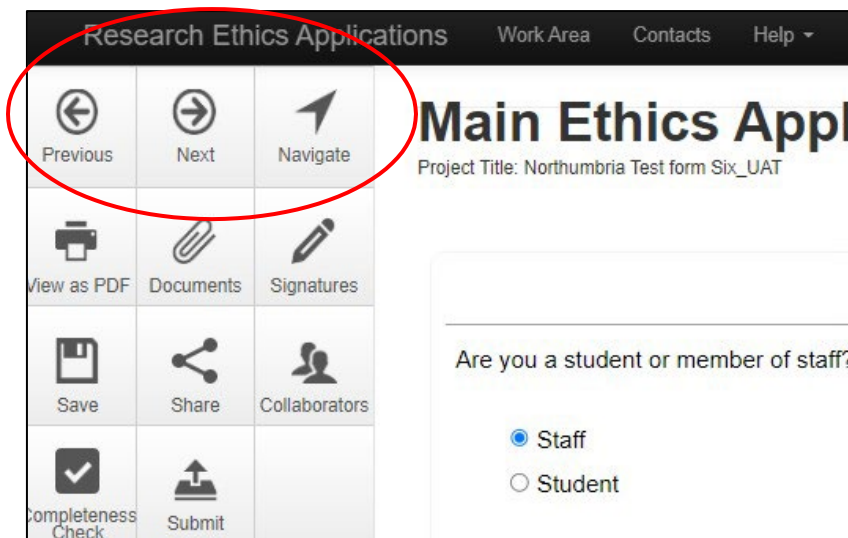 Research Ethics Applications Work Area Contacts Help
Previous Next Navigate
Main Ethics Appl
Project Title: Northumbria Test form Six_UAT
View as PDF Documents Signatures
Are you a student or member of staff?
Save Share Collaborators
Staff
Student
Completeness
Check
Submit